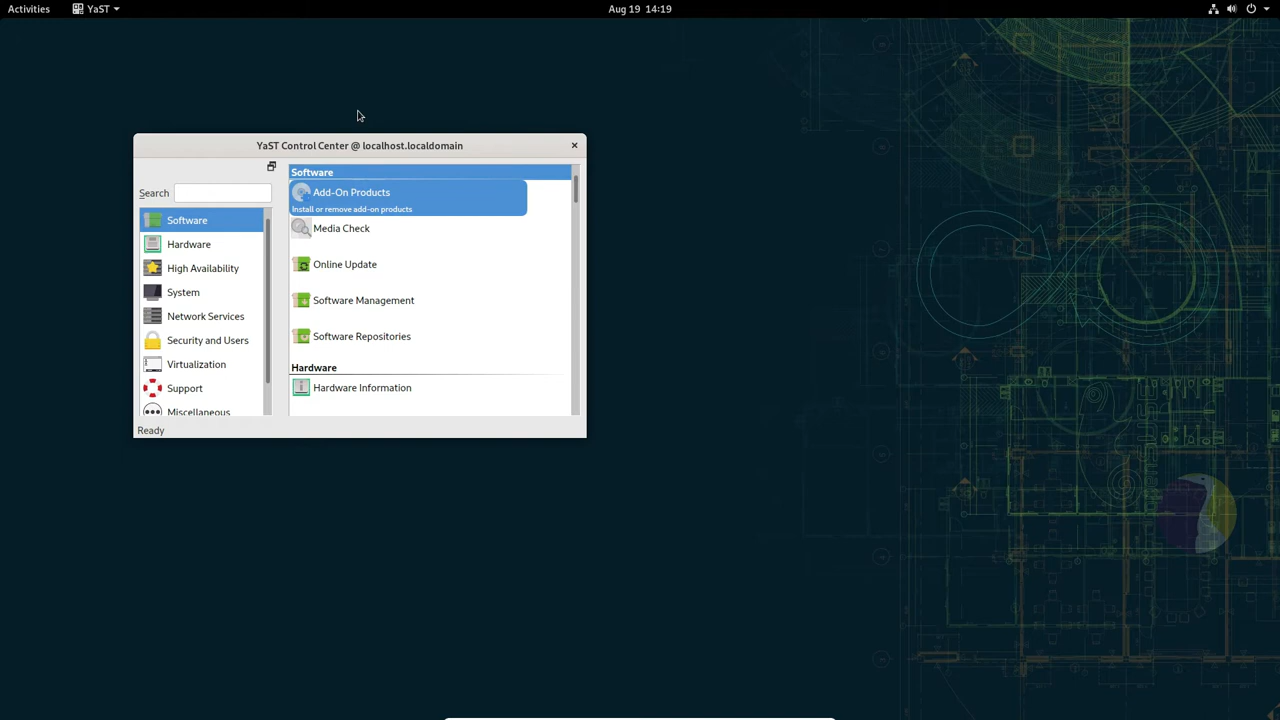 Activities
YaST
Aug 19 14:19
YaST Control Center @ localhost.localdomain
Search
Software
Hardware
High Availability
System
Network Services
Security and Users
Virtualization
Support
Miscellaneous
Software
Add-On Products
Install or remove add-on products
Media Check
Online Update
Software Management
Software Repositories
Hardware
Hardware Information
Ready